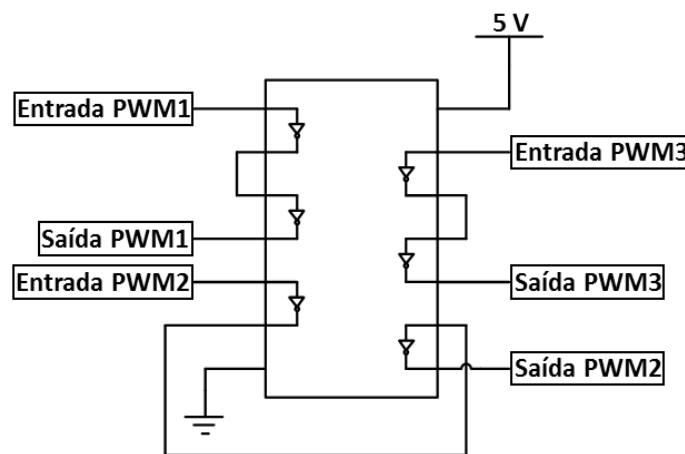 5 V
Entrada PWM1
Entrada PWM3
Saída PWM1
Entrada PWM2
Saída PWM3
Saída PWM2